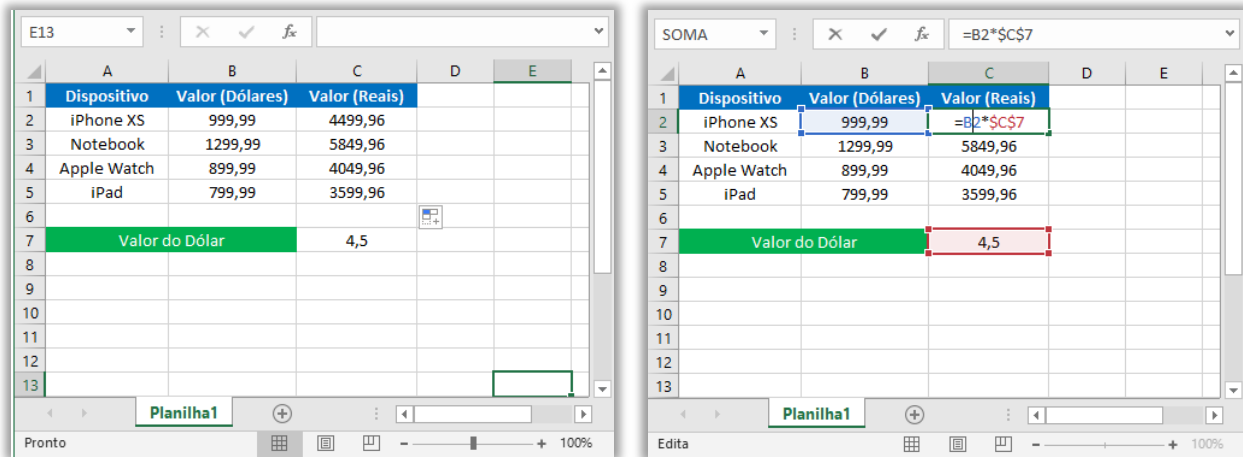 E13 fx
A B C D E
1 Dispositivo Valor (Dólares) Valor (Reais)
2 iPhone XS 999,99 4499,96
3 Notebook 1299,99 5849,96
4 Apple Watch 899,99 4049,96
5 iPad 799,99 3599,96
6
7 Valor do Dólar 4,5
8
9
10
11
12
13
Planilha1
Pronto 100%
SOMA fx =B2*$C$7
A B C D E
1 Dispositivo Valor (Dólares) Valor (Reais)
2 iPhone XS 999,99 =B2*$C$7
3 Notebook 1299,99 5849,96
4 Apple Watch 899,99 4049,96
5 iPad 799,99 3599,96
6
7 Valor do Dólar 4,5
8
9
10
11
12
13
Planilha1
Edita 100%